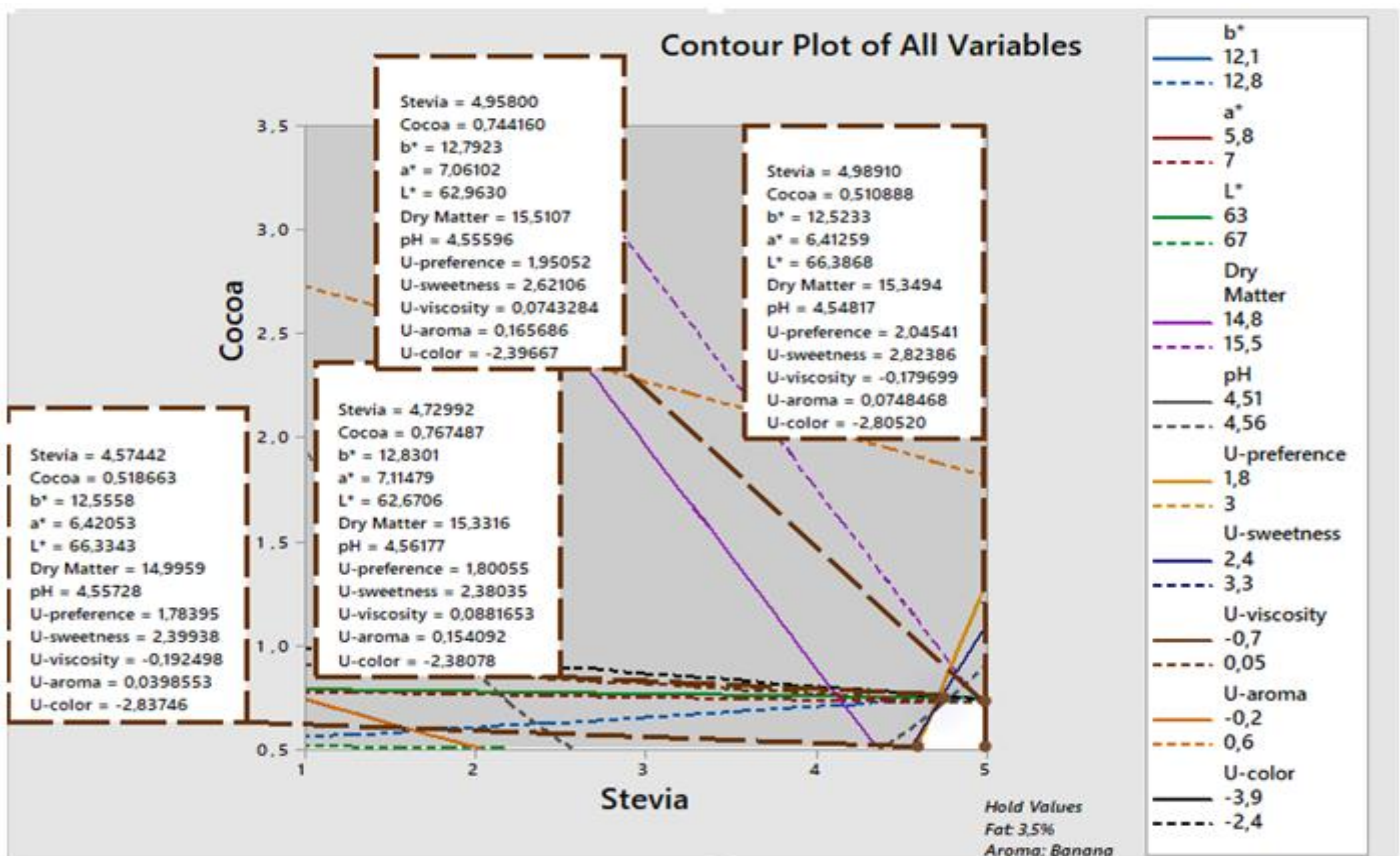 Contour Plot of All Variables
Stevia = 4,95800
Cocoa = 0,744160
b* = 12,7923
a* = 7,06102
L* = 62,9630
Dry Matter = 15,5107
pH = 4,55596
U-preference = 1,95052
U-sweetness = 2,62106
U-viscosity = 0,0743284
U-aroma = 0,165686
U-color = -2,39667
Stevia = 4,98910
Cocoa = 0,510888
b* = 12,5233
a* = 6,41259
L* = 66,3868
Dry Matter = 15,3494
pH = 4,54817
U-preference = 2,04541
U-sweetness = 2,82386
U-viscosity = -0,179699
U-aroma = 0,0748468
U-color = -2,80520
Stevia = 4,72992
Cocoa = 0,767487
b* = 12,8301
a* = 7,11479
L* = 62,6706
Dry Matter = 15,3316
pH = 4,56177
U-preference = 1,80055
U-sweetness = 2,38035
U-viscosity = 0,0881653
U-aroma = 0,154092
U-color = -2,38078
Stevia = 4,57442
Cocoa = 0,518663
b* = 12,5558
a* = 6,42053
L* = 66,3343
Dry Matter = 14,9959
pH = 4,55728
U-preference = 1,78395
U-sweetness = 2,39938
U-viscosity = -0,192498
U-aroma = 0,0398553
U-color = -2,83746
Cocoa
3.5
3.0
2.5
2.0
1.5
1.0
0.5
1 2 3 4 5
Stevia
Hold Values
Fat: 3,5%
Aroma: Banana
b*
12,1
12,8
a*
5,8
7
L*
63
67
Dry
Matter
14,8
15,5
pH
4,51
4,56
U-preference
1,8
3
U-sweetness
2,4
3,3
U-viscosity
-0,7
0,05
U-aroma
-0,2
0,6
U-color
-3,9
-2,4